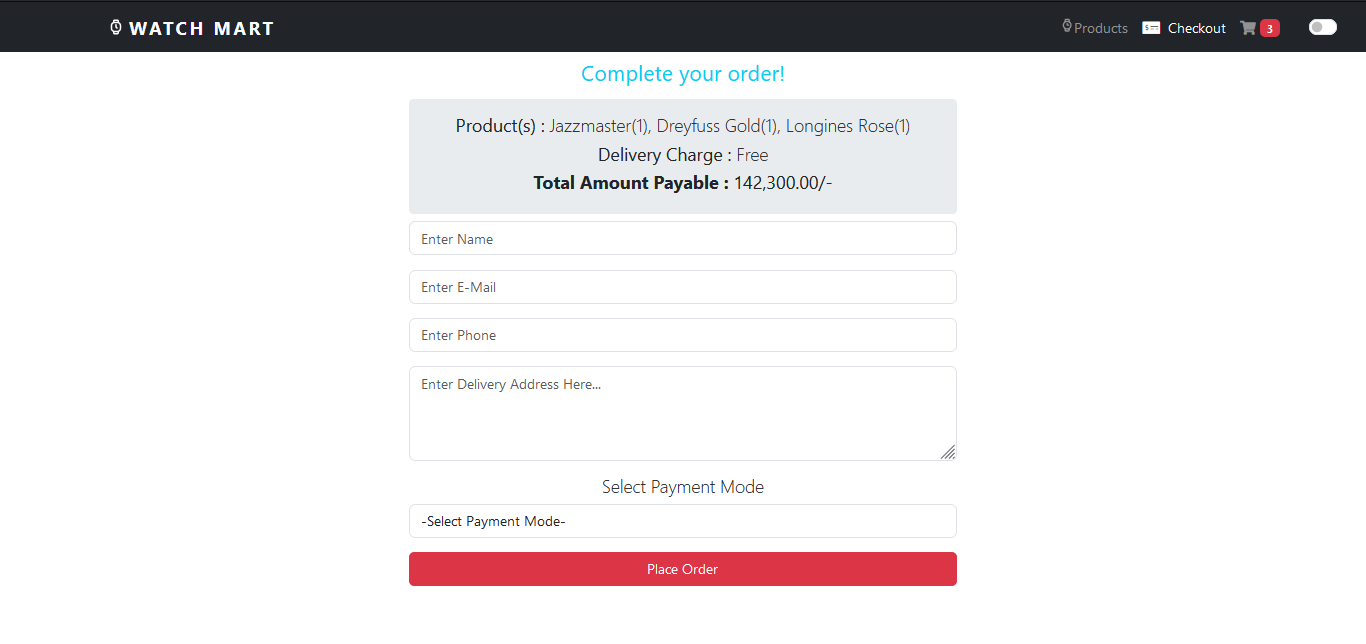 WATCH MART
Products
Checkout
3
Complete your order!
Product(s) : Jazzmaster(1), Dreyfuss Gold(1), Longines Rose(1)
Delivery Charge : Free
Total Amount Payable : 142,300.00/-
Enter Name
Enter E-Mail
Enter Phone
Enter Delivery Address Here...
Select Payment Mode
-Select Payment Mode-
Place Order